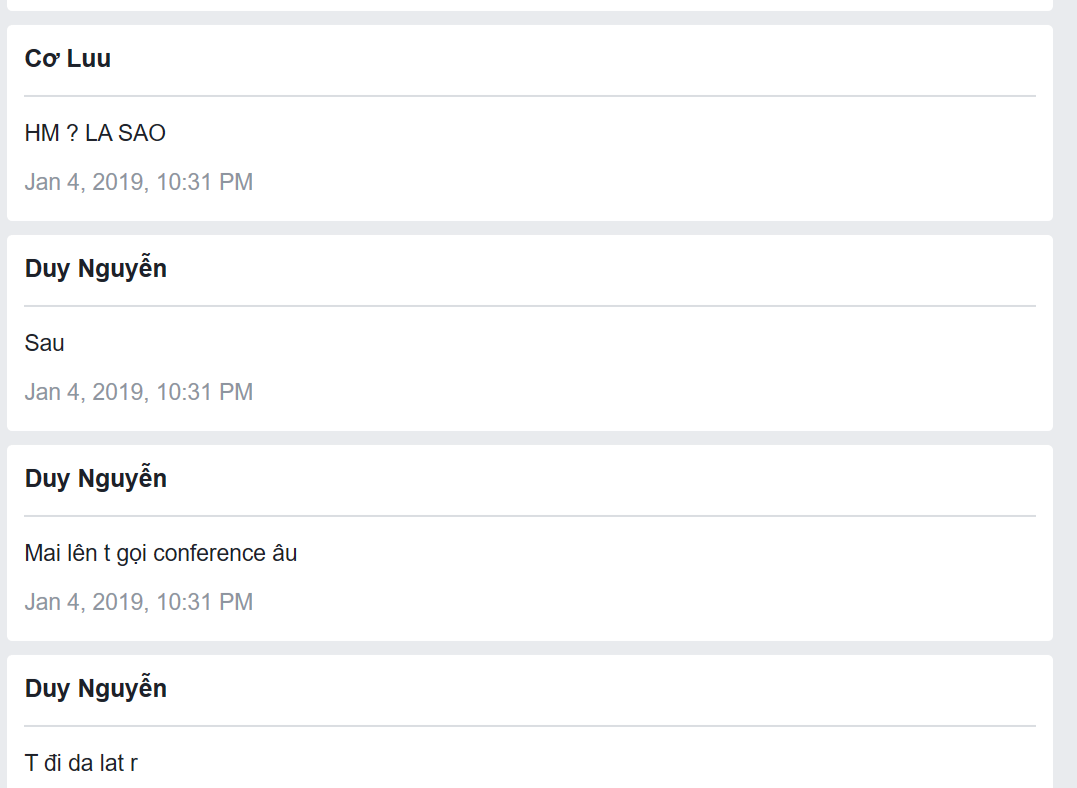 Cơ Luu
HM ? LA SAO
Jan 4, 2019, 10:31 PM
Duy Nguyễn
Sau
Jan 4, 2019, 10:31 PM
Duy Nguyễn
Mai lên t gọi conference âu
Jan 4, 2019, 10:31 PM
Duy Nguyễn
T đi da lat r